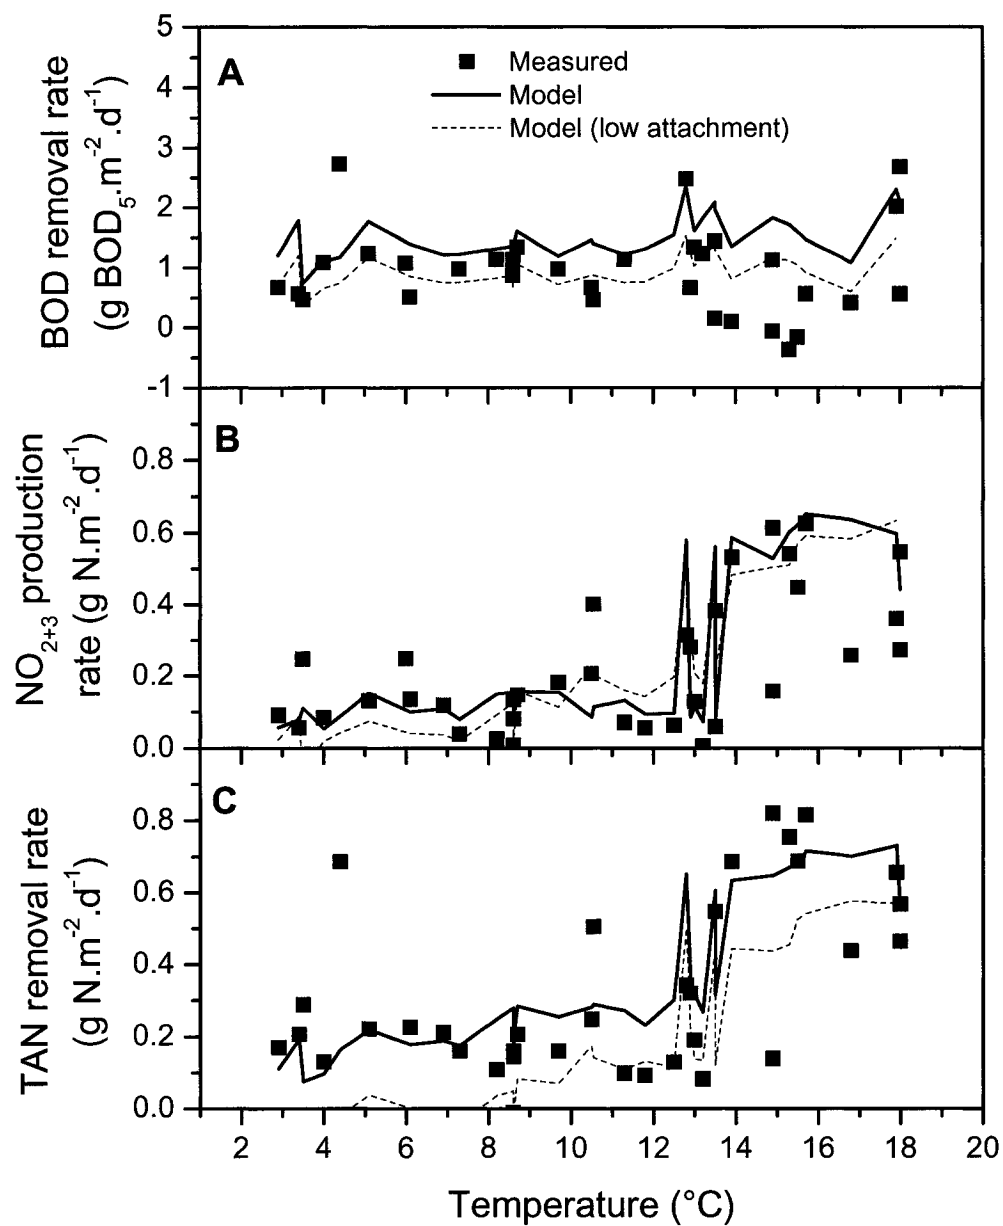 A
Measured
Model
Model (low attachment)
BOD removal rate
(g BOD5.m-2.d-1)
5
4
3
2
1
0
-1
B
NO2+3 production
rate (g N.m-2.d-1)
0.8
0.6
0.4
0.2
0.0
C
TAN removal rate
(g N.m-2.d-1)
0.8
0.6
0.4
0.2
0.0
2 4 6 8 10 12 14 16 18 20
Temperature (°C)